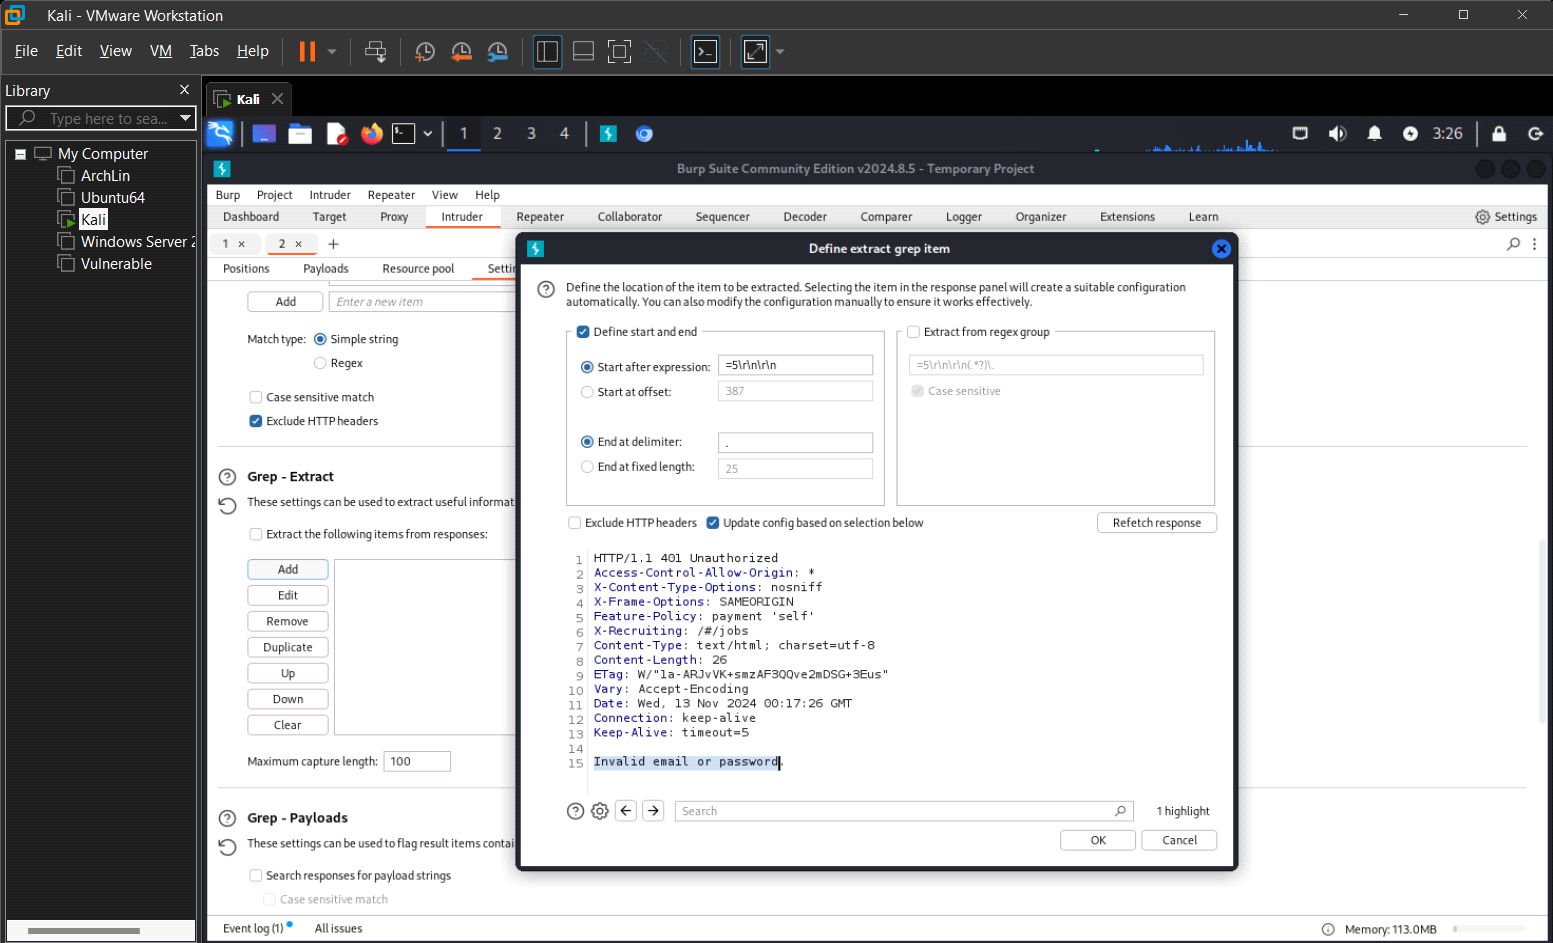 Kali - VMware Workstation
File Edit View VM Tabs Help
Library
Kali
Type here to sea...
1 2 3 4
3:26
My Computer
ArchLin
Ubuntu64
Kali
Windows Server 2
Vulnerable
Burp Suite Community Edition v2024.8.5 - Temporary Project
Burp Project Intruder Repeater View Help
Dashboard Target Proxy Intruder Repeater Collaborator Sequencer Decoder Comparer Logger Organizer Extensions Learn Settings
1 × 2 × +
Positions Payloads Resource pool Settin
Add Enter a new item
Match type: Simple string
Regex
Case sensitive match
Exclude HTTP headers
Grep - Extract
These settings can be used to extract useful informat
Extract the following items from responses:
Add
Edit
Remove
Duplicate
Up
Down
Clear
Maximum capture length: 100
Grep - Payloads
These settings can be used to flag result items contai
Search responses for payload strings
Case sensitive match
Event log (1) All issues
Memory: 113.0MB
Define extract grep item
Define the location of the item to be extracted. Selecting the item in the response panel will create a suitable configuration
automatically. You can also modify the configuration manually to ensure it works effectively.
Define start and end
Start after expression: =5\r\n\r\n
Start at offset: 387
End at delimiter: .
End at fixed length: 25
Extract from regex group
=5\r\n\r\n(.*?)\.
Case sensitive
Exclude HTTP headers Update config based on selection below Refetch response
1 HTTP/1.1 401 Unauthorized
2 Access-Control-Allow-Origin: *
3 X-Content-Type-Options: nosniff
4 X-Frame-Options: SAMEORIGIN
5 Feature-Policy: payment 'self'
6 X-Recruiting: /#/jobs
7 Content-Type: text/html; charset=utf-8
8 Content-Length: 26
9 ETag: W/"1a-ARJvVK+smzAF3QQve2mDSG+3Eus"
10 Vary: Accept-Encoding
11 Date: Wed, 13 Nov 2024 00:17:26 GMT
12 Connection: keep-alive
13 Keep-Alive: timeout=5
14
15 Invalid email or password.
Search 1 highlight
OK Cancel